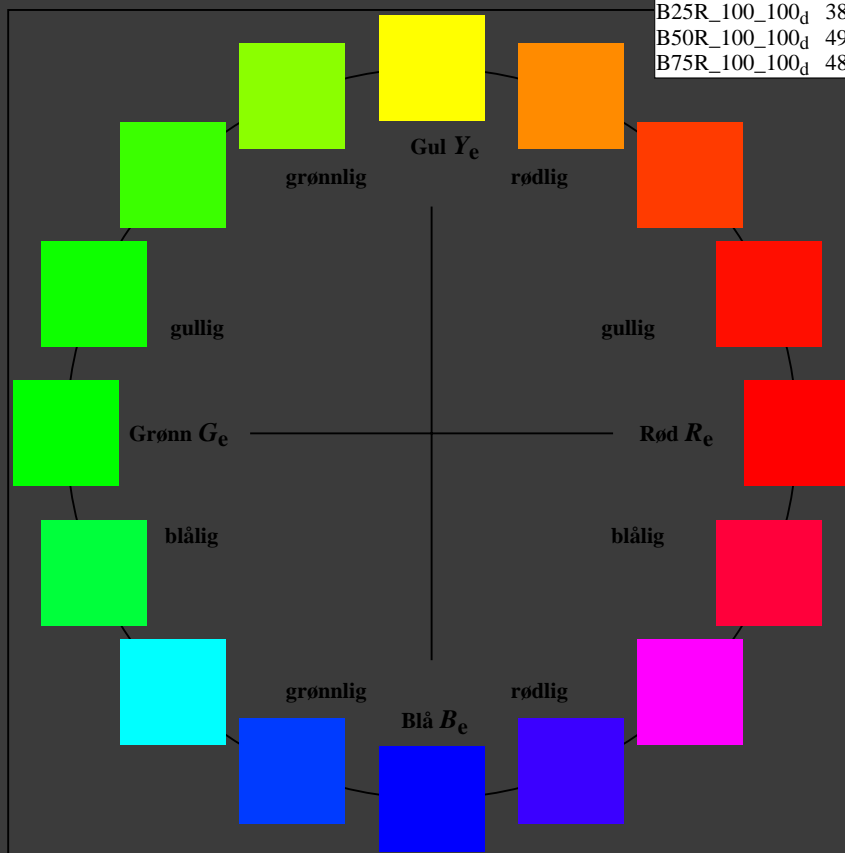 B25R_100_100d 38
B50R_100_100d 49
B75R_100_100d 48
Gul Ye
grønnlig rødlig
gullig gullig
Grønn Ge Rød Re
blålig blålig
grønnlig rødlig
Blå Be